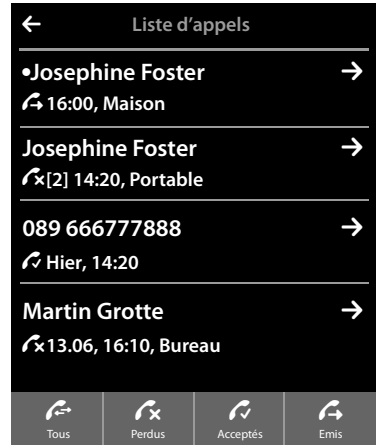 Liste d'appels
•Josephine Foster
16:00, Maison
Josephine Foster
[2] 14:20, Portable
089 666777888
Hier, 14:20
Martin Grotte
13.06, 16:10, Bureau
Tous Perdus Acceptés Emis